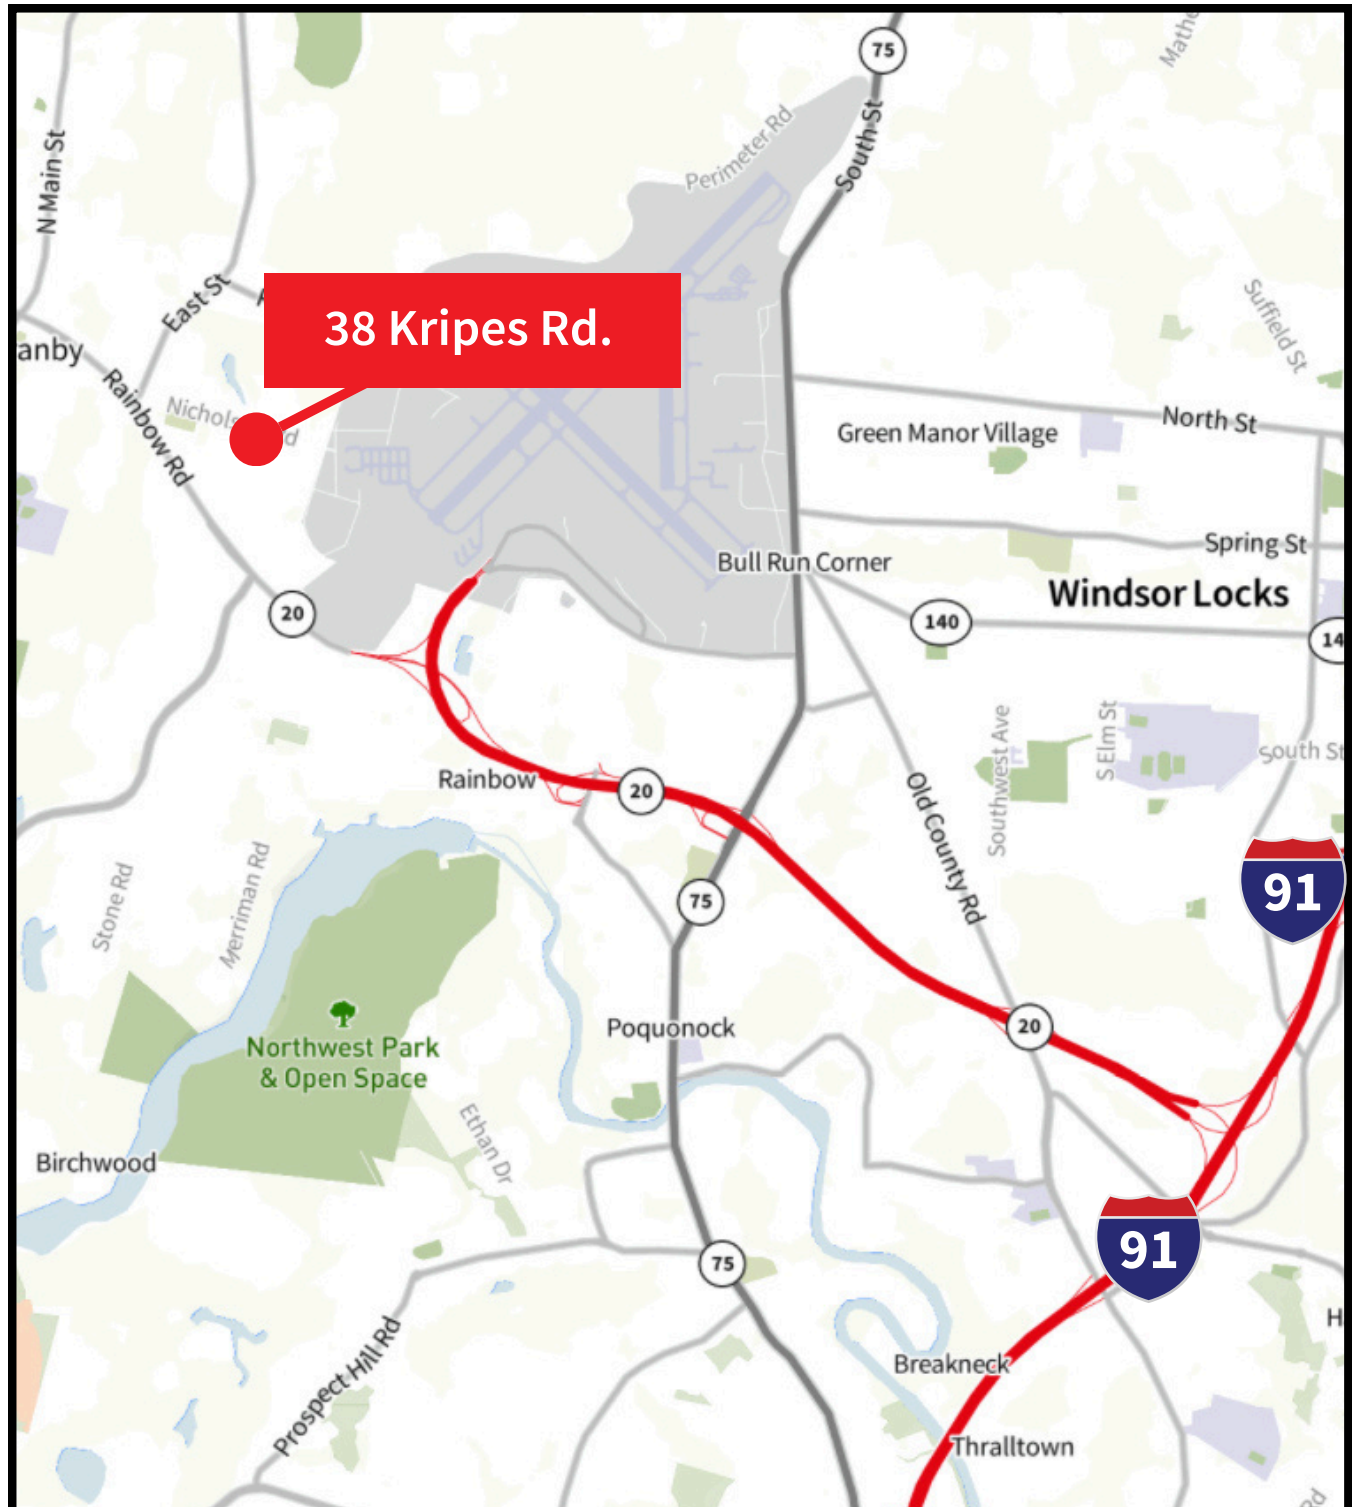 75
Mathe
N Main St
Perimeter Rd
South St
East St
38 Kripes Rd.
Suffield St
anby
Rainbow Rd
North St
Green Manor Village
Spring St
Bull Run Corner
Windsor Locks
20
140
14
Southwest Ave
S Elm St
South St
Rainbow
20
Old County Rd
Stone Rd
Merriman Rd
91
75
Northwest Park
& Open Space
Poquonock
20
Ethan Dr
Birchwood
91
75
H
Prospect Hill Rd
Breakneck
Thralltown
Rd